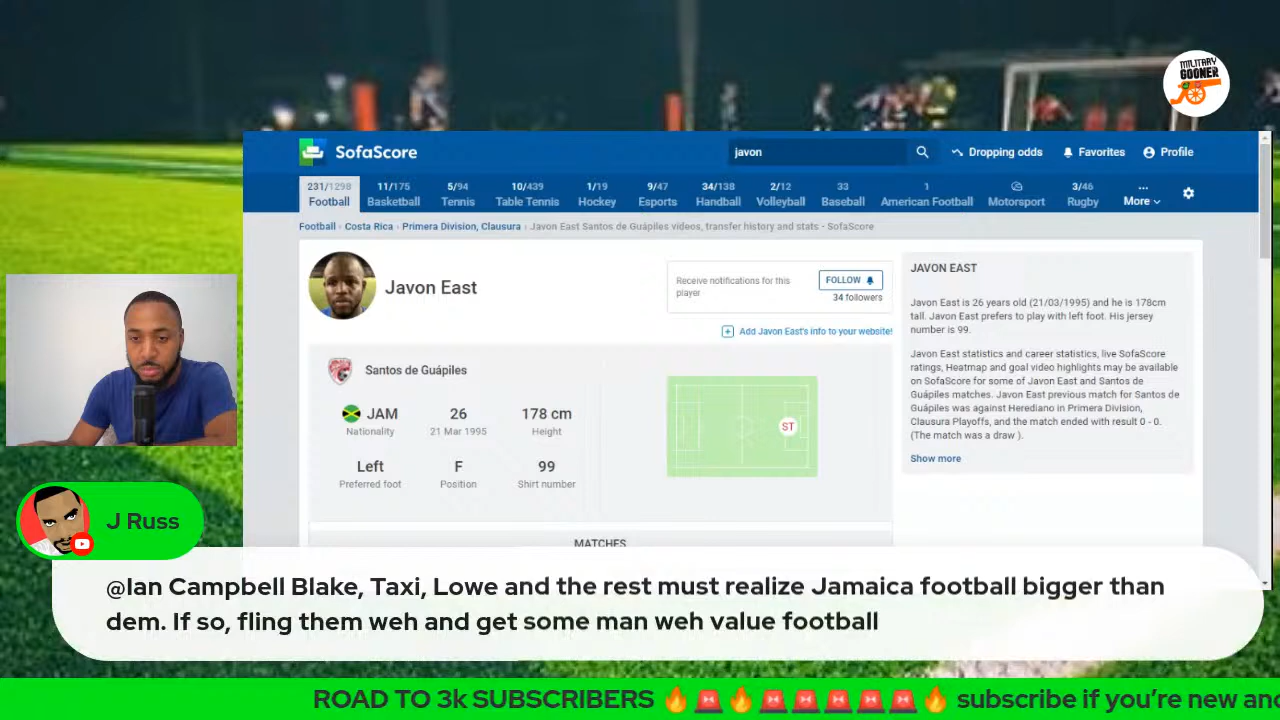 MILITARY
GOONER
SofaScore
javon
Dropping odds
Favorites
Profile
231/1298
Football
11/175
Basketball
5/94
Tennis
10/439
Table Tennis
1/19
Hockey
9/47
Esports
34/138
Handball
2/12
Volleyball
33
Baseball
1
American Football
Motorsport
3/46
Rugby
...
More
Football › Costa Rica › Primera Division, Clausura › Javon East Santos de Guápiles videos, transfer history and stats - SofaScore
Javon East
Receive notifications for this
player
FOLLOW
34 followers
Add Javon East's info to your website!
Santos de Guápiles
JAM
Nationality
26
21 Mar 1995
178 cm
Height
Left
Preferred foot
F
Position
99
Shirt number
ST
MATCHES
JAVON EAST
Javon East is 26 years old (21/03/1995) and he is 178cm
tall. Javon East prefers to play with left foot. His jersey
number is 99.
Javon East statistics and career statistics, live SofaScore
ratings, Heatmap and goal video highlights may be available
on SofaScore for some of Javon East and Santos de
Guápiles matches. Javon East previous match for Santos de
Guápiles was against Herediano in Primera División,
Clausura Playoffs, and the match ended with result 0 - 0.
(The match was a draw ).
Show more
J Russ
@Ian Campbell Blake, Taxi, Lowe and the rest must realize Jamaica football bigger than
dem. If so, fling them weh and get some man weh value football
ROAD TO 3k SUBSCRIBERS 🔥🚨🔥🚨🚨🚨🚨🚨🔥 subscribe if you're new and